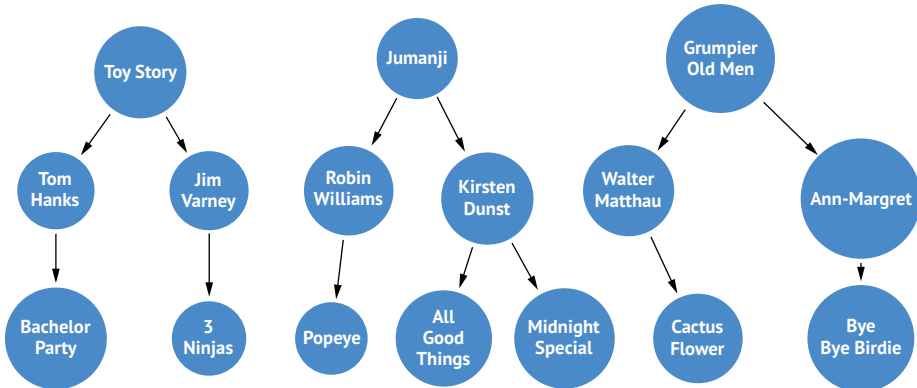 Toy Story
Jumanji
Grumpier
Old Men
Tom
Hanks
Jim
Varney
Robin
Williams
Kirsten
Dunst
Walter
Matthau
Ann-Margret
Bachelor
Party
3
Ninjas
Popeye
All
Good
Things
Midnight
Special
Cactus
Flower
Bye
Bye Birdie